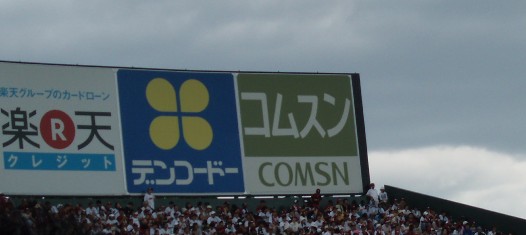 楽天グループのカードローン
楽R天
クレジット
デンコードー
コムスン
COMSN